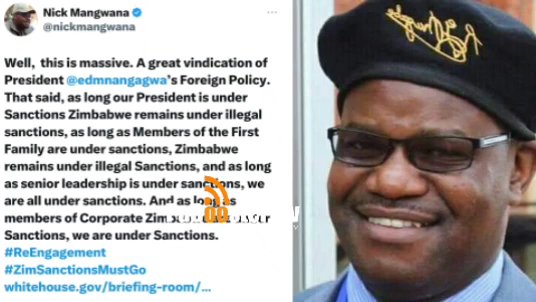 Nick Mangwana
@nickmangwana
Well, this is massive. A great vindication of
President @edmnangagwa's Foreign Policy.
That said, as long our President is under
Sanctions Zimbabwe remains under illegal
sanctions, as long as Members of the First
Family are under sanctions, Zimbabwe
remains under illegal Sanctions, and as long
as senior leadership is under sanctions, we
are all under sanctions. And as long as
members of Corporate Zim
Sanctions, we are under Sanctions.
#ReEngagement
#ZimSanctionsMustGo
whitehouse.gov/briefing-room/...